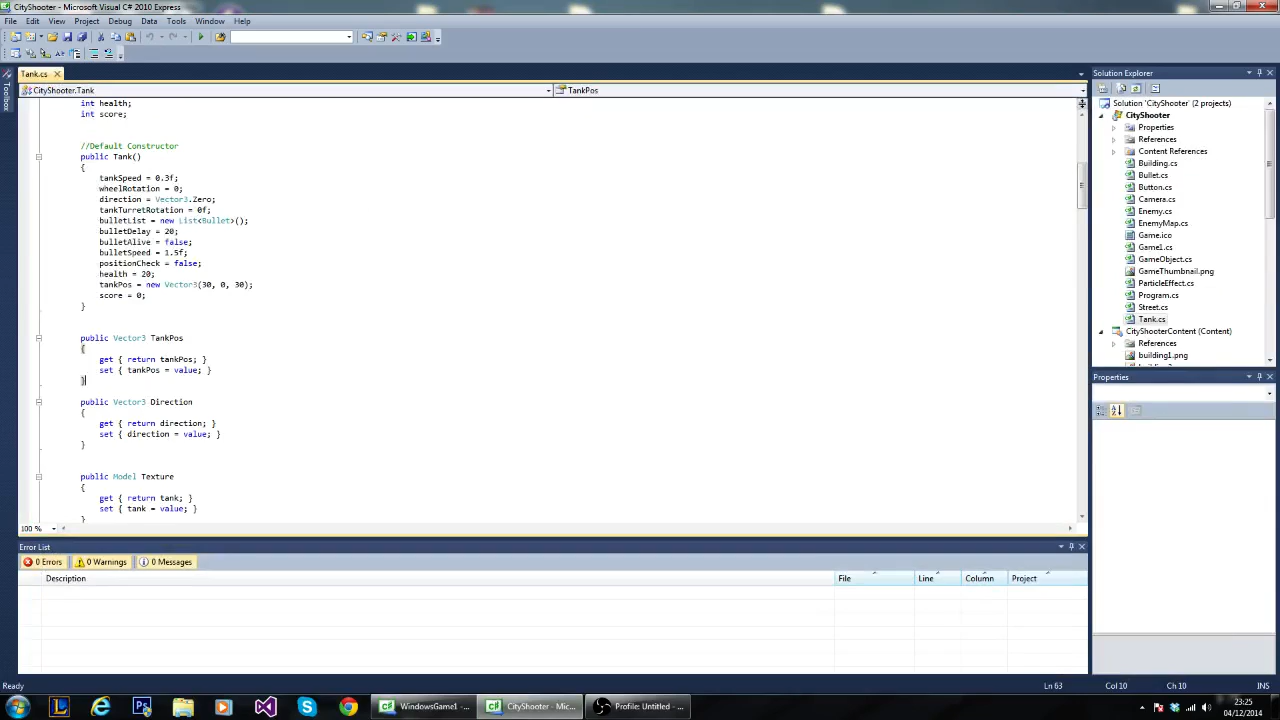 CityShooter - Microsoft Visual C# 2010 Express
File Edit View Project Debug Data Tools Window Help
Tank.cs
Solution Explorer
CityShooter.Tank
TankPos
Toolbox
int health;
int score;
//Default Constructor
public Tank()
{
tankSpeed = 0.3f;
wheelRotation = 0;
direction = Vector3.Zero;
tankTurretRotation = 0f;
bulletList = new List<Bullet>();
bulletDelay = 20;
bulletAlive = false;
bulletSpeed = 1.5f;
positionCheck = false;
health = 20;
tankPos = new Vector3(30, 0, 30);
score = 0;
}
public Vector3 TankPos
{
get { return tankPos; }
set { tankPos = value; }
}
public Vector3 Direction
{
get { return direction; }
set { direction = value; }
}
public Model Texture
{
get { return tank; }
set { tank = value; }
}
100 %
Solution 'CityShooter' (2 projects)
CityShooter
Properties
References
Content References
Building.cs
Bullet.cs
Button.cs
Camera.cs
Enemy.cs
EnemyMap.cs
Game.ico
Game1.cs
GameObject.cs
GameThumbnail.png
ParticleEffect.cs
Program.cs
Street.cs
Tank.cs
CityShooterContent (Content)
References
building1.png
Properties
Error List
0 Errors 0 Warnings 0 Messages
Description File Line Column Project
Ready Ln 63 Col 10 Ch 10 INS
WindowsGame1 - ... CityShooter - Mic... Profile: Untitled - ...
23:25
04/12/2014